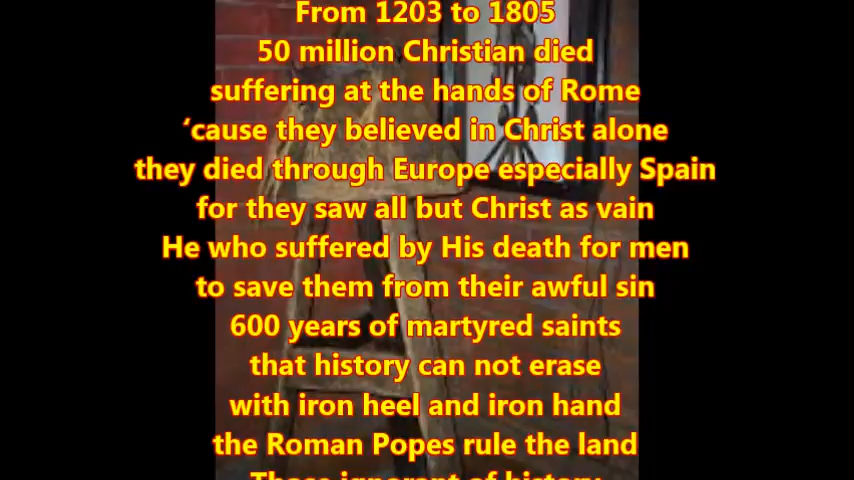 From 1203 to 1805
50 million Christian died
suffering at the hands of Rome
‘cause they believed in Christ alone
they died through Europe especially Spain
for they saw all but Christ as vain
He who suffered by His death for men
to save them from their awful sin
600 years of martyred saints
that history can not erase
with iron heel and iron hand
the Roman Popes rule the land
Those ignorant of history